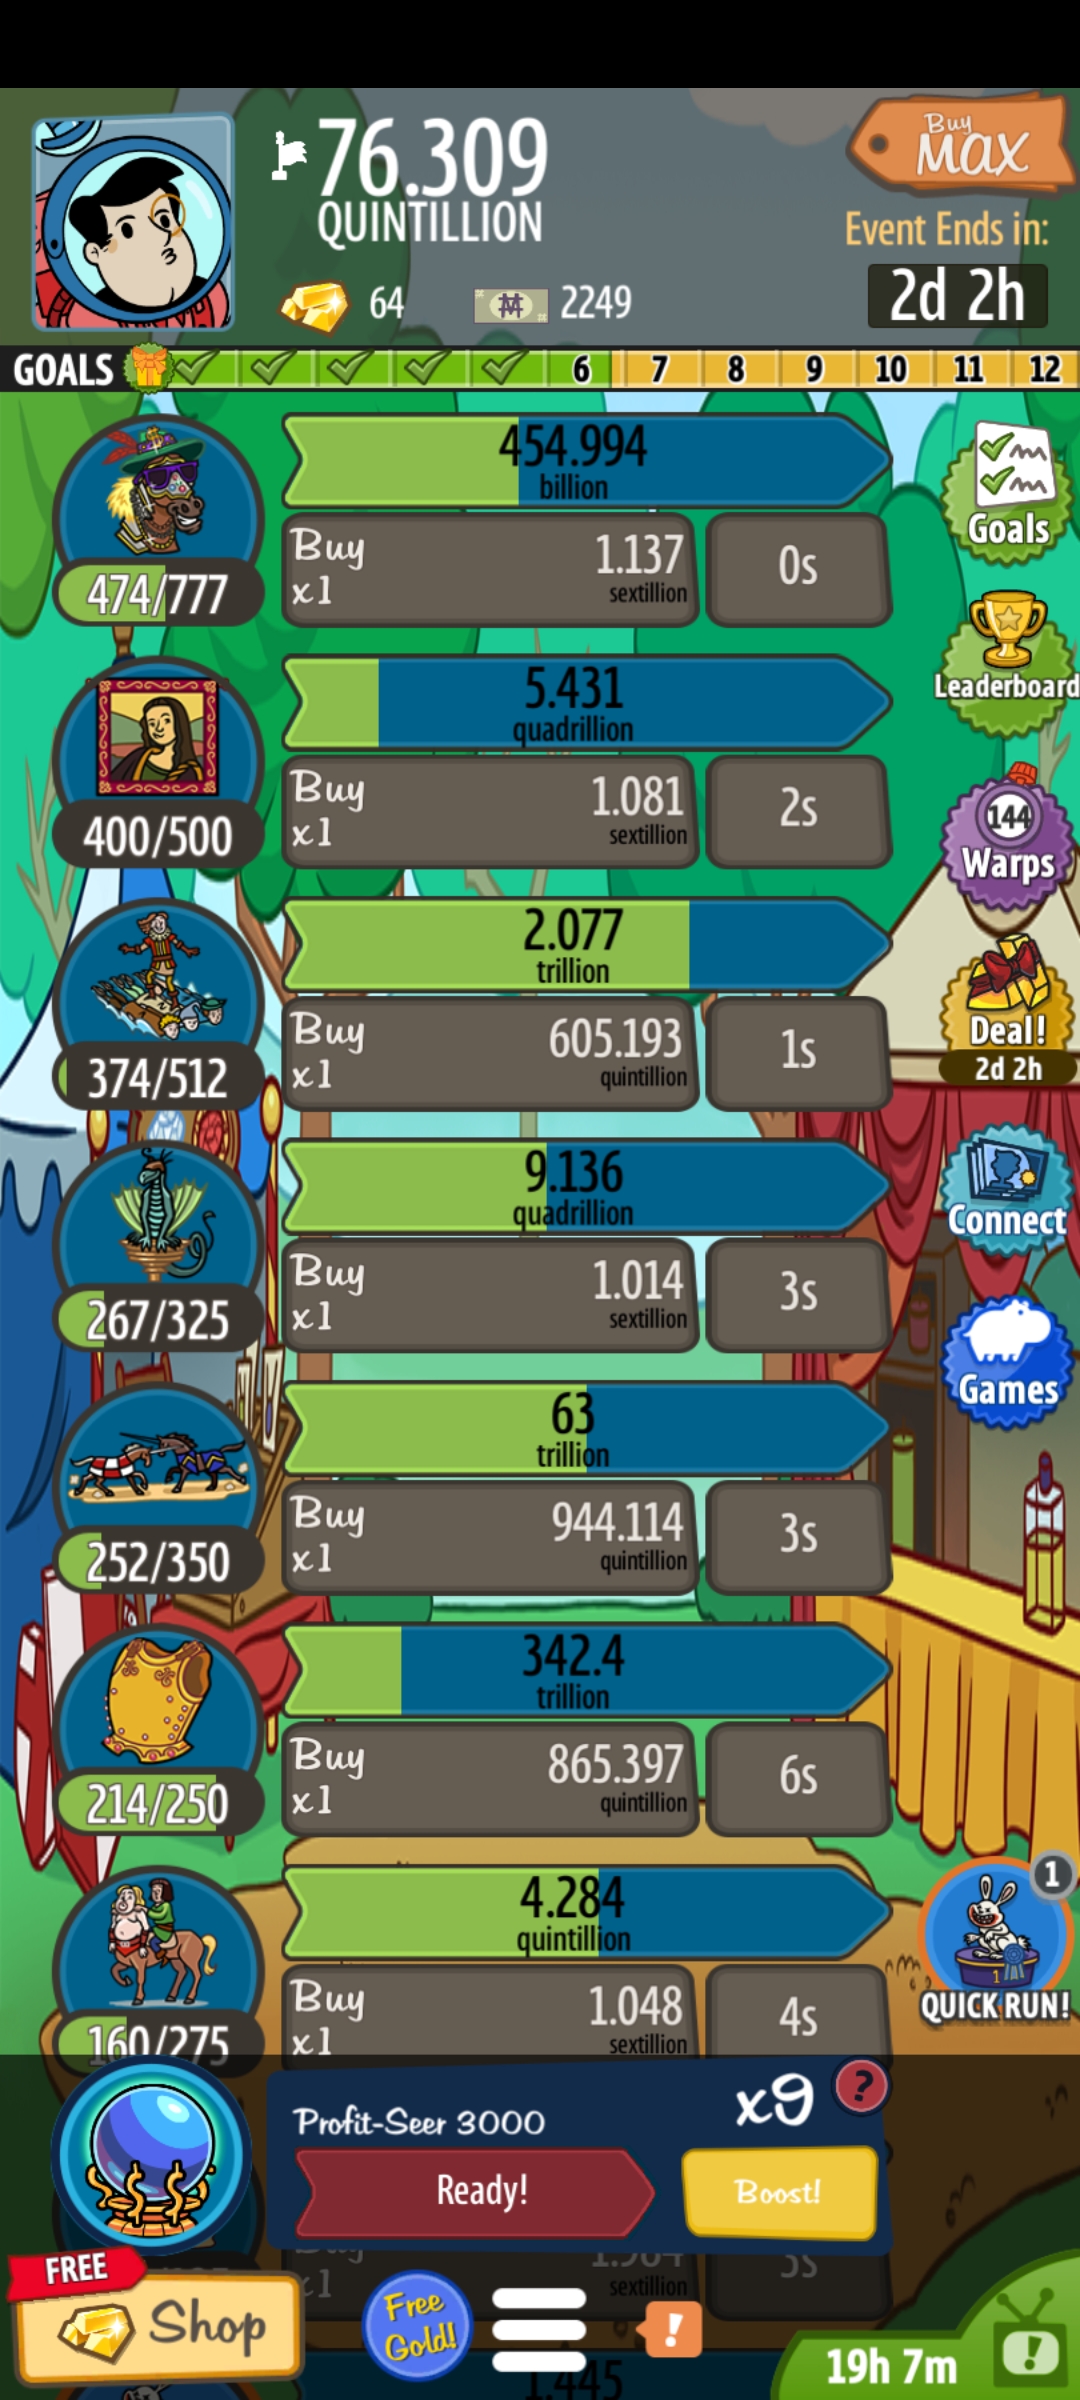 76.309
QUINTILLION
Buy
MAX
Event Ends in:
64
2249
2d 2h
GOALS
6
7
8
9
10
11
12
454.994
billion
Buy
x1
1.137
sextillion
0s
474/777
Goals
5.431
quadrillion
Buy
x1
1.081
sextillion
2s
400/500
Leaderboard
144
Warps
2.077
trillion
Buy
x1
605.193
quintillion
1s
374/512
Deal!
2d 2h
9.136
quadrillion
Buy
x1
1.014
sextillion
3s
267/325
Connect
63
trillion
Buy
x1
944.114
quintillion
3s
252/350
Games
342.4
trillion
Buy
x1
865.397
quintillion
6s
214/250
4.284
quintillion
Buy
x1
1.048
sextillion
4s
160/275
1
1
QUICK RUN!
Profit-Seer 3000
x9
?
Ready!
Boost!
x1
sextillion
FREE
Shop
Free
Gold!
!
19h 7m
!
1.445